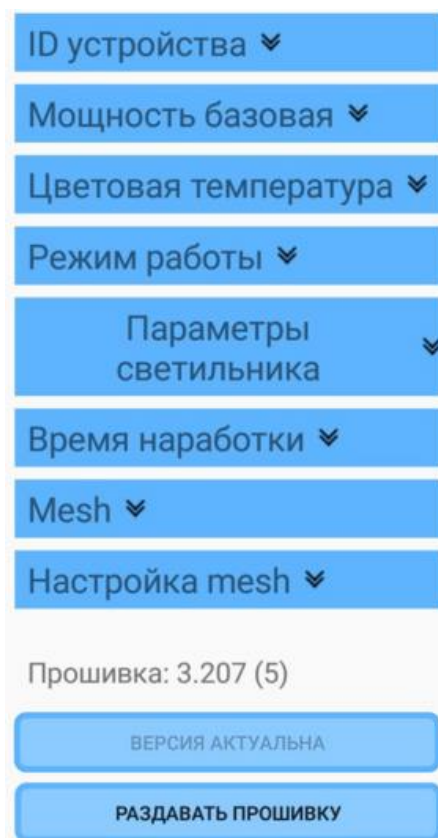 ID устройства
Мощность базовая
Цветовая температура
Режим работы
Параметры
светильника
Время наработки
Mesh
Настройка mesh
Прошивка: 3.207 (5)
ВЕРСИЯ АКТУАЛЬНА
РАЗДАВАТЬ ПРОШИВКУ